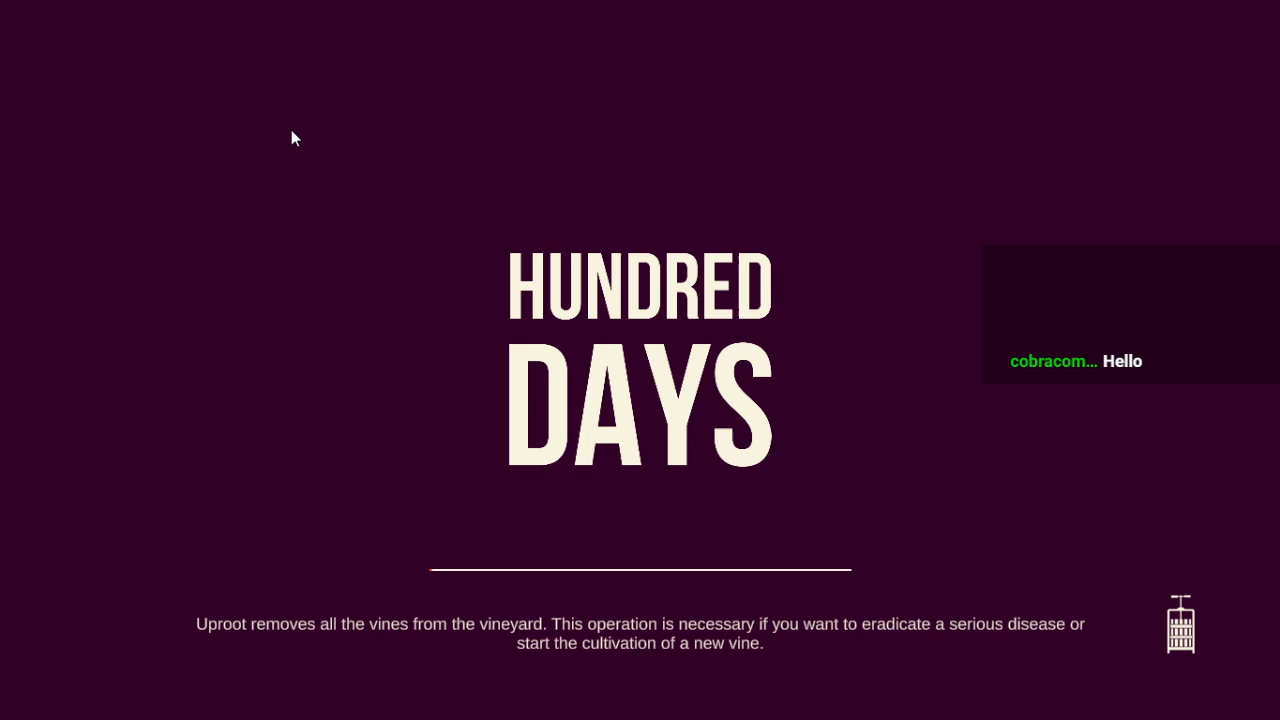 HUNDRED
DAYS
cobracom... Hello
Uproot removes all the vines from the vineyard. This operation is necessary if you want to eradicate a serious disease or
start the cultivation of a new vine.